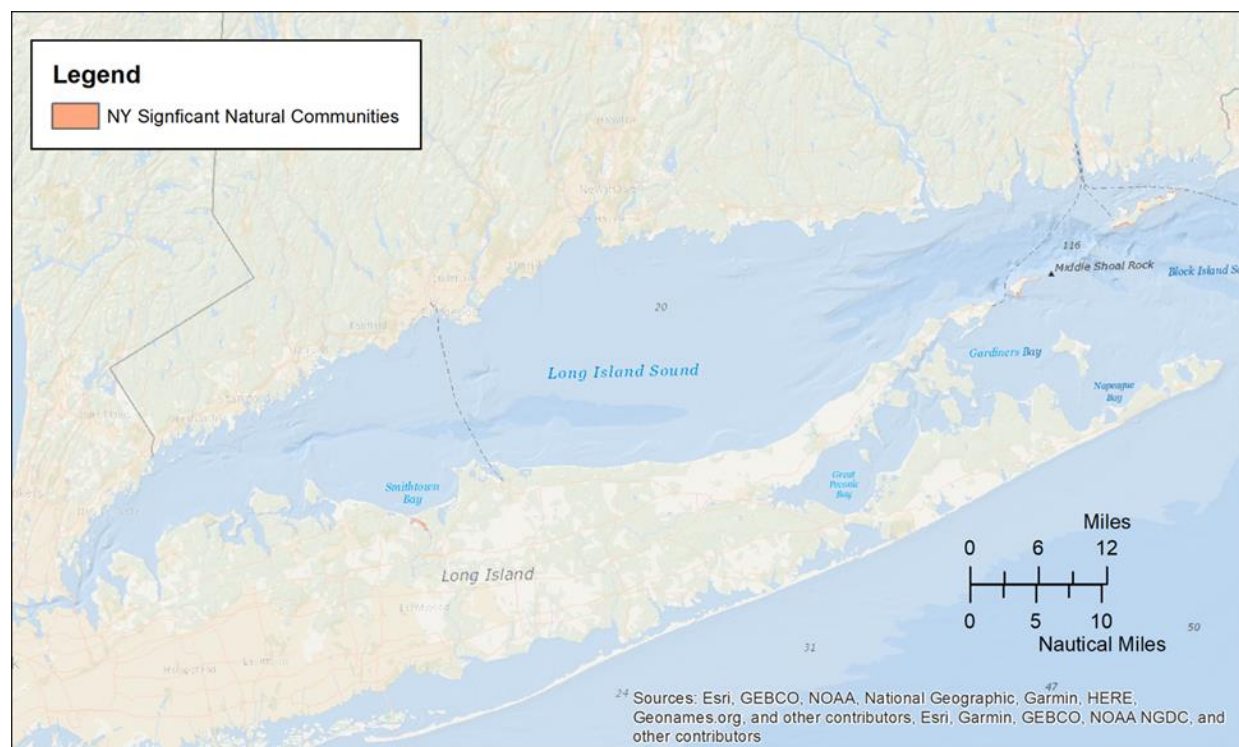 Legend
NY Signficant Natural Communities
116
Middle Shoal Rock
Block Island So
20
Long Island Sound
Gardiners Bay
Napeague
Bay
Smithtown
Bay
Great
Peconic
Bay
Long Island
Miles
0 6 12
0 5 10
Nautical Miles
50
31
24
47
Sources: Esri, GEBCO, NOAA, National Geographic, Garmin, HERE,
Geonames.org, and other contributors, Esri, Garmin, GEBCO, NOAA NGDC, and
other contributors